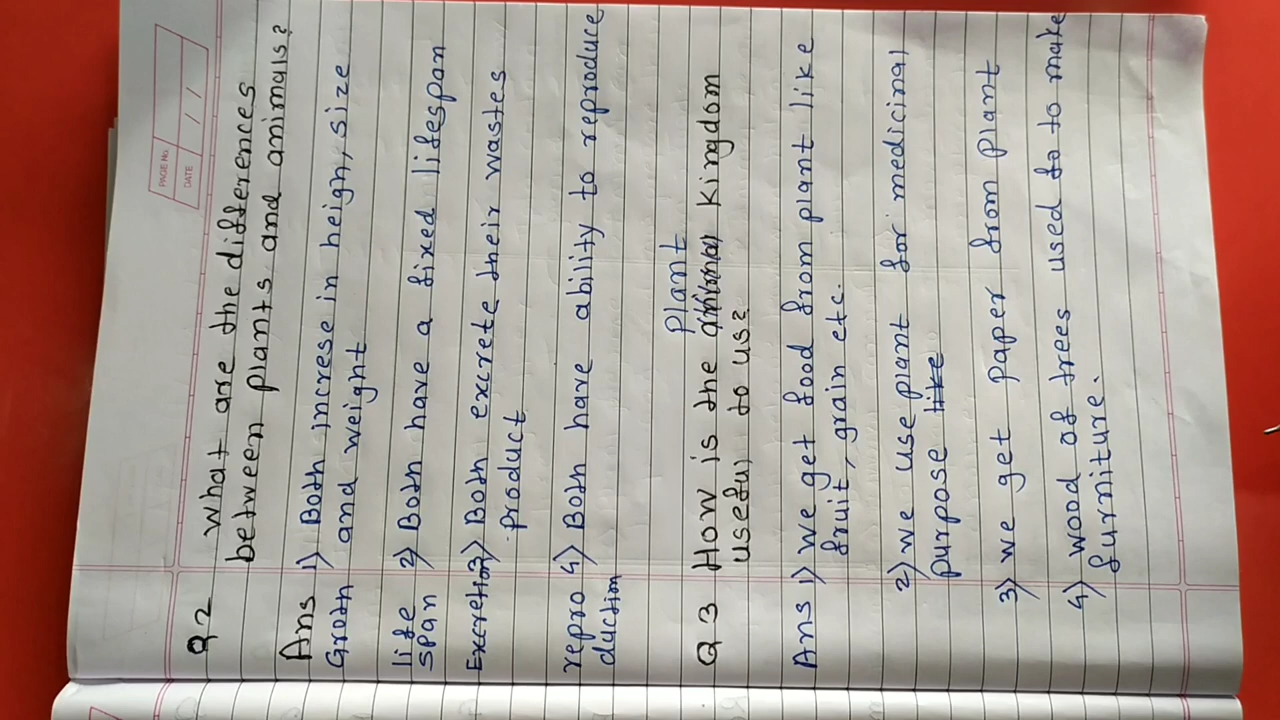 PAGE No.
DATE / /
Q2 what are the differences
between plants and animals?
Ans 1) Both increse in heighn, size
Groth and weight
life 2) Both have a fixed lifespan
span
Excretion 3) Both excrete their wastes
product
repro 4) Both have ability to reproduce
duction
Plant
Q3 How is the animal Kingdom
useful to us?
Ans 1) we get food from plant like
fruit, grain etc.
2) we use plant for medicinal
purpose like
3) we get paper from plant
4) wood of trees used to to make
furniture.